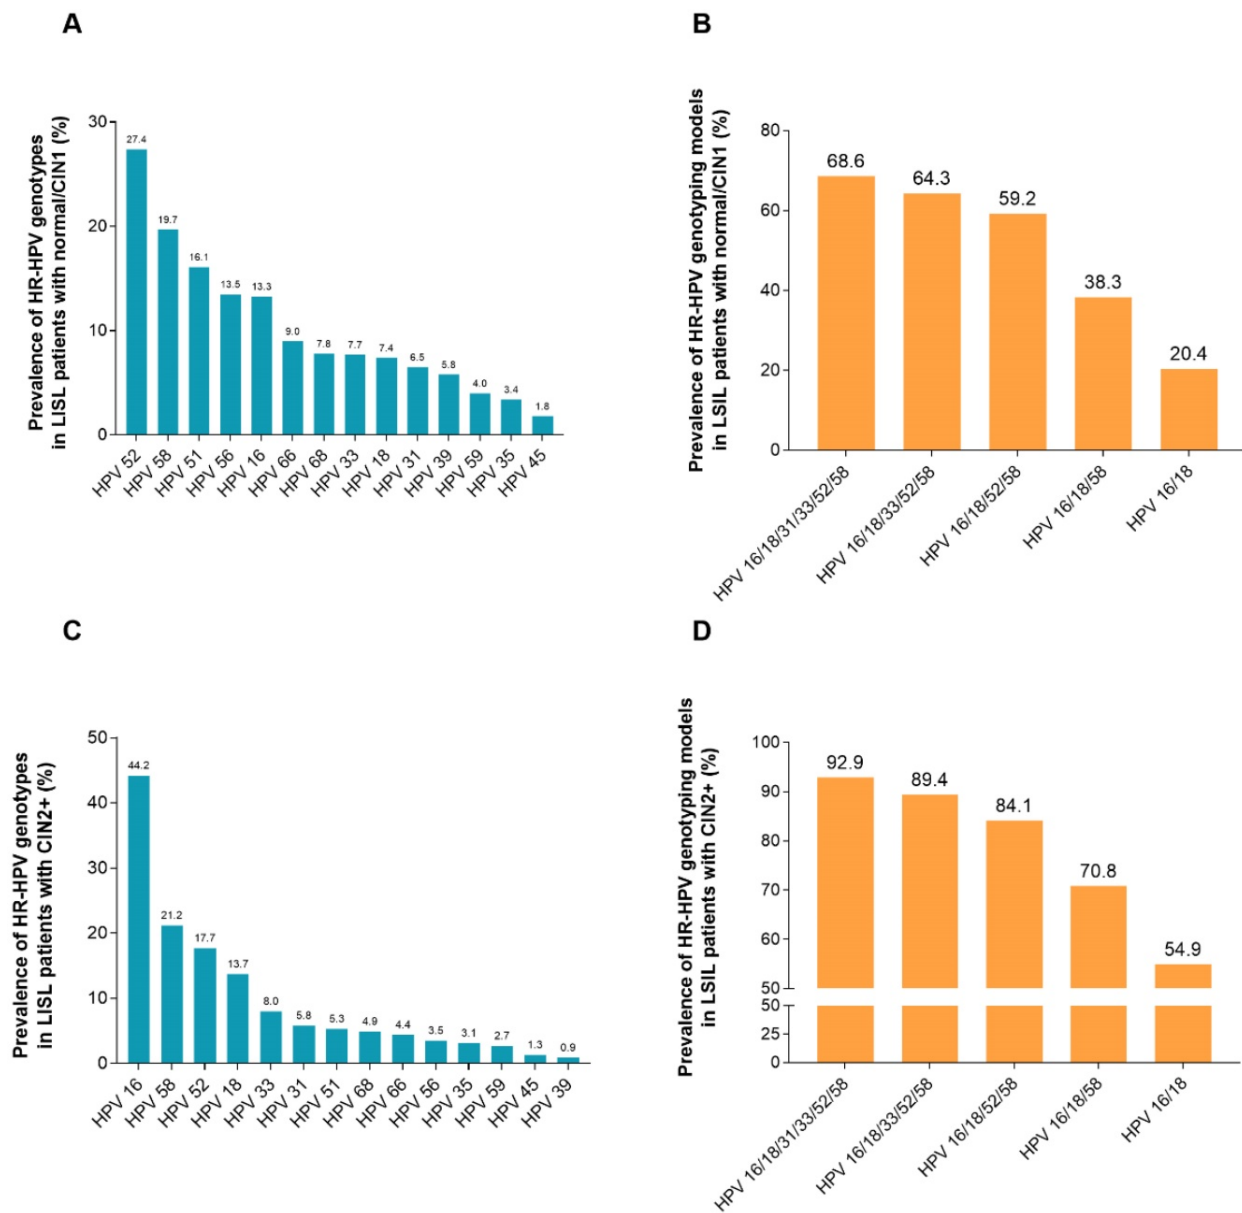 A
Prevalence of HR-HPV genotypes
in LISL patients with normal/CIN1 (%)
30
20
10
0
27.4
19.7
16.1
13.5
13.3
9.0
7.8
7.7
7.4
6.5
5.8
4.0
3.4
1.8
HPV 52
HPV 58
HPV 51
HPV 56
HPV 16
HPV 66
HPV 68
HPV 33
HPV 18
HPV 31
HPV 39
HPV 59
HPV 35
HPV 45
B
Prevalence of HR-HPV genotyping models
in LSIL patients with normal/CIN1 (%)
80
60
40
20
0
68.6
64.3
59.2
38.3
20.4
HPV 16/18/31/33/52/58
HPV 16/18/33/52/58
HPV 16/18/52/58
HPV 16/18/58
HPV 16/18
C
Prevalence of HR-HPV genotypes
in LISL patients with CIN2+ (%)
50
40
30
20
10
0
44.2
21.2
17.7
13.7
8.0
5.8
5.3
4.9
4.4
3.5
3.1
2.7
1.3
0.9
HPV 16
HPV 58
HPV 52
HPV 18
HPV 33
HPV 31
HPV 51
HPV 68
HPV 66
HPV 56
HPV 35
HPV 59
HPV 45
HPV 39
D
Prevalence of HR-HPV genotyping models
in LSIL patients with CIN2+ (%)
100
90
80
70
60
50
50
25
0
92.9
89.4
84.1
70.8
54.9
HPV 16/18/31/33/52/58
HPV 16/18/33/52/58
HPV 16/18/52/58
HPV 16/18/58
HPV 16/18